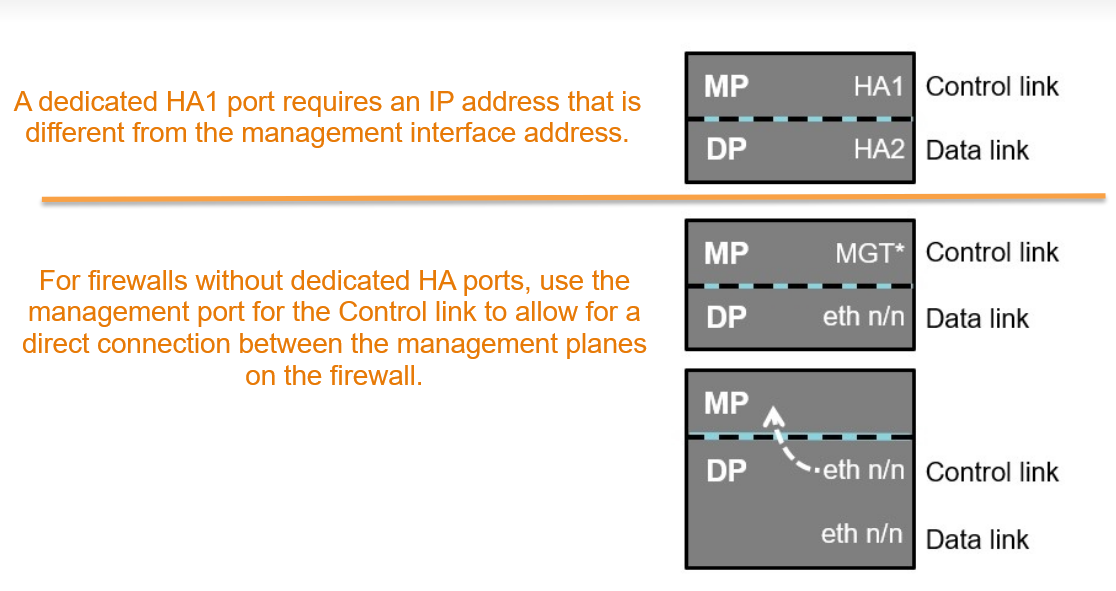 A dedicated HA1 port requires an IP address that is
different from the management interface address.
MP HA1 Control link
DP HA2 Data link
For firewalls without dedicated HA ports, use the
management port for the Control link to allow for a
direct connection between the management planes
on the firewall.
MP MGT* Control link
DP eth n/n Data link
MP
DP eth n/n Control link
eth n/n Data link